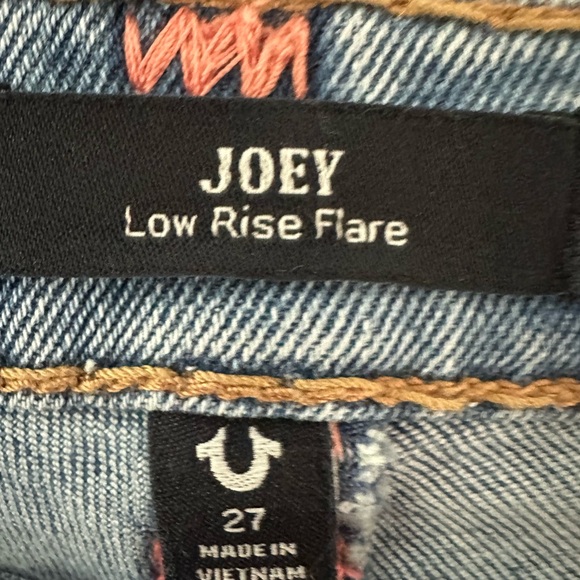 JOEY
Low Rise Flare
27
MADE IN
VIETNAM